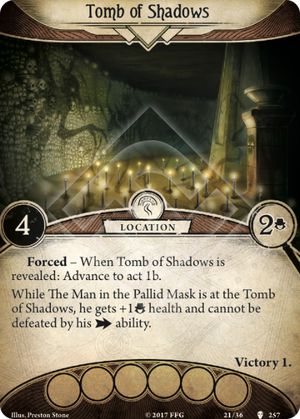 Tomb of Shadows
4
LOCATION
2
Forced – When Tomb of Shadows is
revealed: Advance to act 1b.
While The Man in the Pallid Mask is at the Tomb
of Shadows, he gets +1 health and cannot be
defeated by his ability.
Victory 1.
Illus. Preston Stone
© 2017 FFG
21/36
257